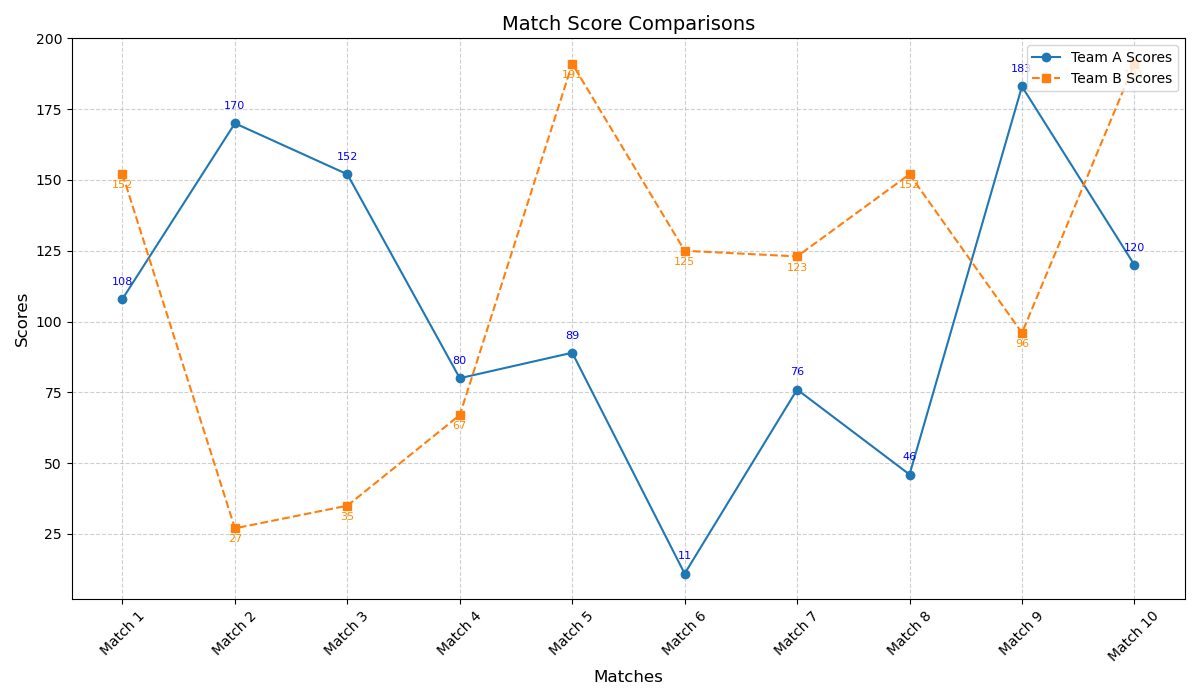 Match Score Comparisons
Team A Scores
Team B Scores
Scores
200
175
150
125
100
75
50
25
108
170
152
80
89
11
76
46
183
120
152
27
35
67
191
125
123
152
96
Match 1
Match 2
Match 3
Match 4
Match 5
Match 6
Match 7
Match 8
Match 9
Match 10
Matches